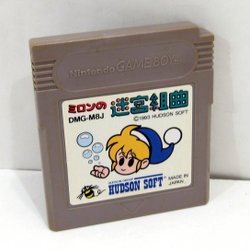 Nintendo GAME BOY
ミロンの迷宮組曲
DMG-M8J
©1993 HUDSON SOFT
HUDSON SOFT
MADE IN
JAPAN